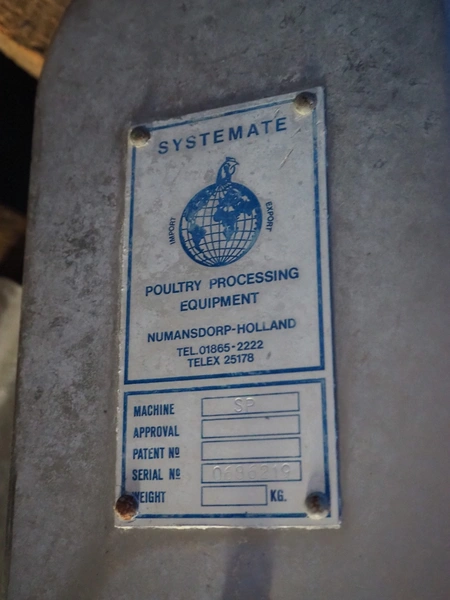 SYSTEMATE
IMPORT
EXPORT
POULTRY PROCESSING
EQUIPMENT
NUMANSDORP-HOLLAND
TEL.01865-2222
TELEX 25178
MACHINE SP
APPROVAL
PATENT Nº
SERIAL Nº
WEIGHT KG.